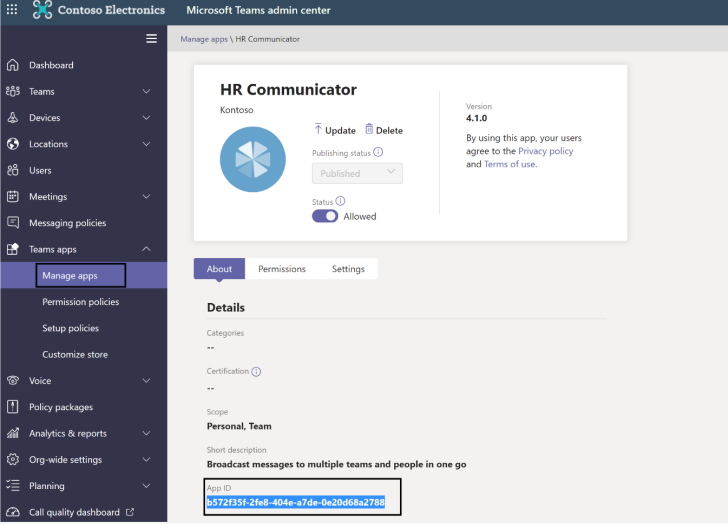 Contoso Electronics
Microsoft Teams admin center
Manage apps \ HR Communicator
Dashboard
Teams
Devices
Locations
Users
Meetings
Messaging policies
Teams apps
Manage apps
Permission policies
Setup policies
Customize store
Voice
Policy packages
Analytics & reports
Org-wide settings
Planning
Call quality dashboard
HR Communicator
Kontoso
Update
Delete
Publishing status
Published
Status
Allowed
Version
4.1.0
By using this app, your users
agree to the Privacy policy
and Terms of use.
About
Permissions
Settings
Details
Categories
--
Certification
--
Scope
Personal, Team
Short description
Broadcast messages to multiple teams and people in one go
App ID
b572f35f-2fe8-404e-a7de-0e20d68a2788